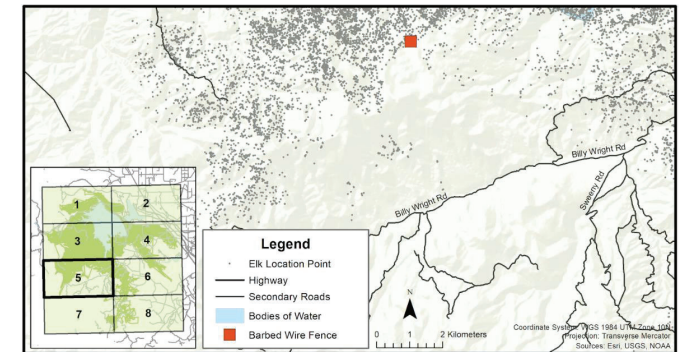 Billy Wright Rd
Billy Wright Rd
Sweeny Rd
1 2
3 4
5 6
7 8
Legend
Elk Location Point
Highway
Secondary Roads
Bodies of Water
Barbed Wire Fence
N
0 1 2 Kilometers
Coordinate System: WGS 1984 UTM Zone 10N
Projection: Transverse Mercator
Sources: Esri, USGS, NOAA